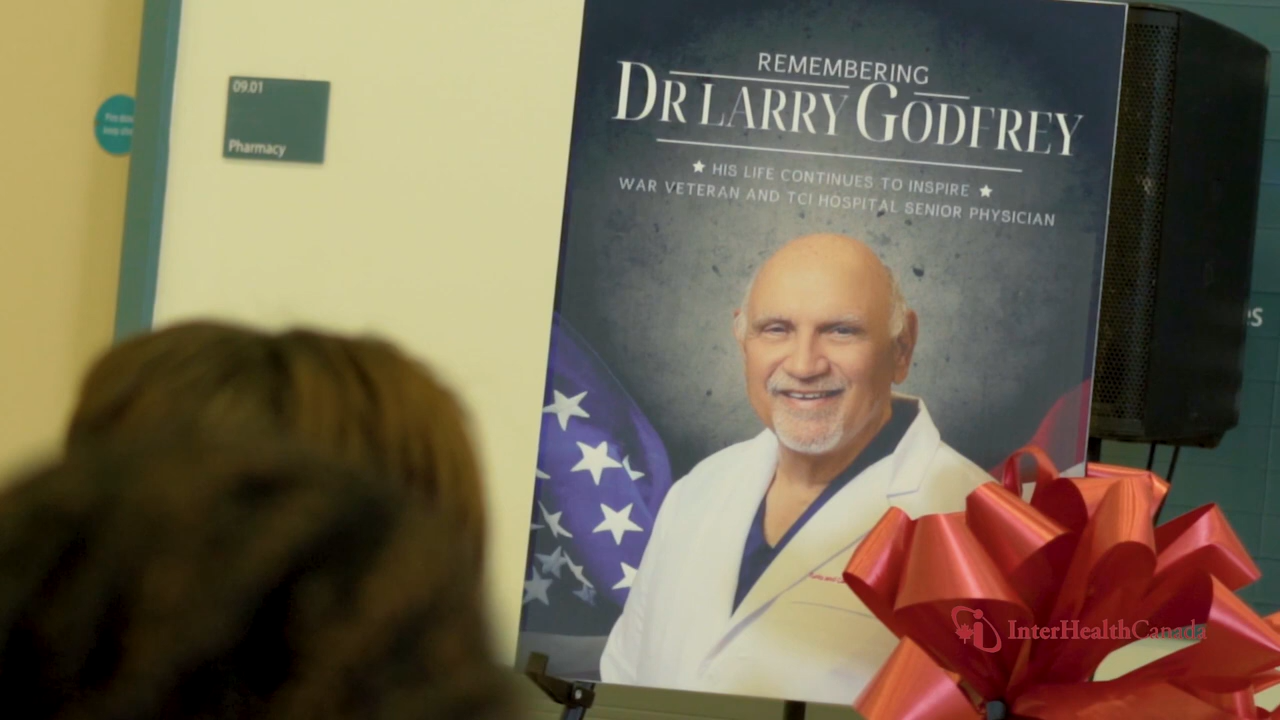 09.01
Pharmacy
REMEMBERING
DR LARRY GODFREY
★ HIS LIFE CONTINUES TO INSPIRE ★
WAR VETERAN AND TCI HOSPITAL SENIOR PHYSICIAN
InterHealthCanada